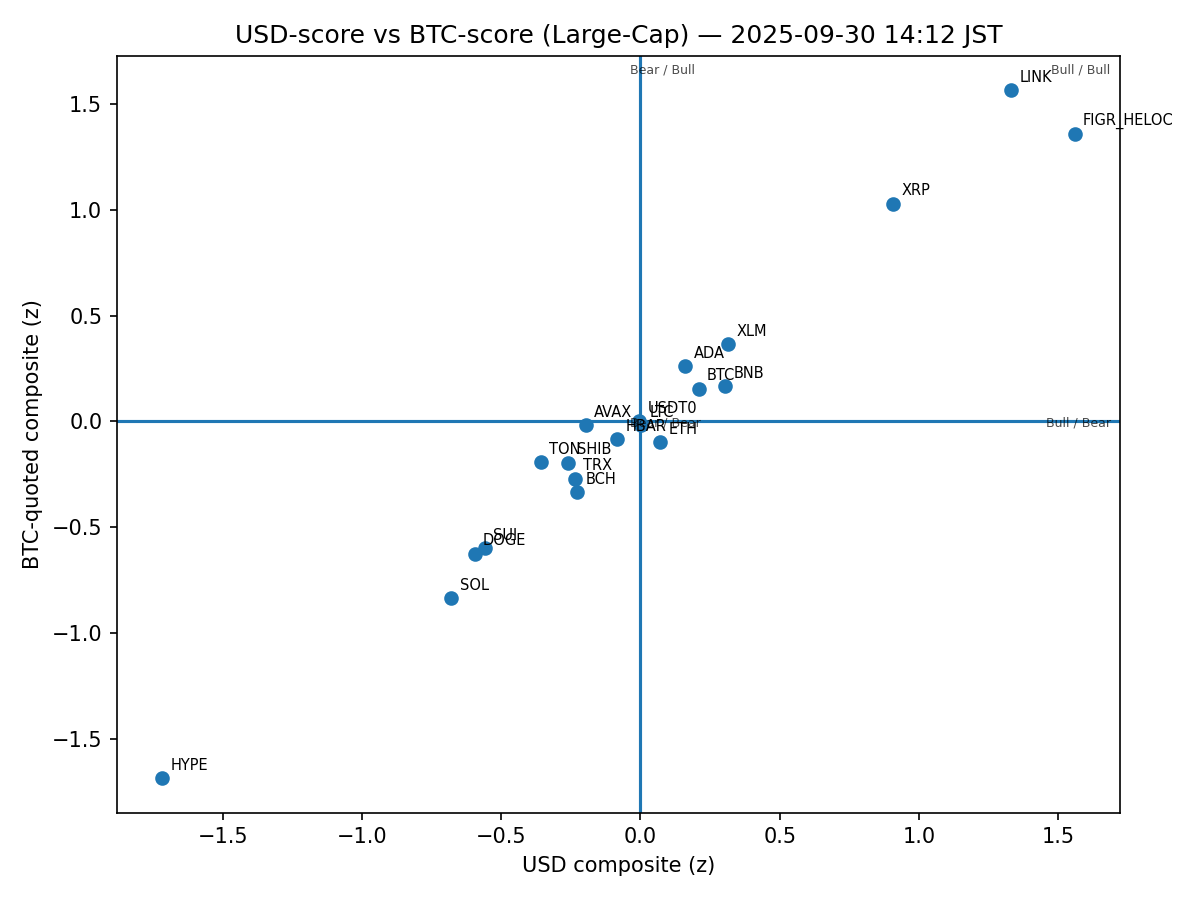 USD-score vs BTC-score (Large-Cap) — 2025-09-30 14:12 JST
Bear / Bull
Bull / Bull
LINK
FIGR_HELOC
XRP
XLM
ADA
BTC
BNB
USDT0
AVAX
LTC
Bull / Bear
HBAR
ETH
TON
SHIB
TRX
BCH
SUI
DOGE
SOL
HYPE
1.5
1.0
0.5
0.0
−0.5
−1.0
−1.5
BTC-quoted composite (z)
−1.5
−1.0
−0.5
0.0
0.5
1.0
1.5
USD composite (z)